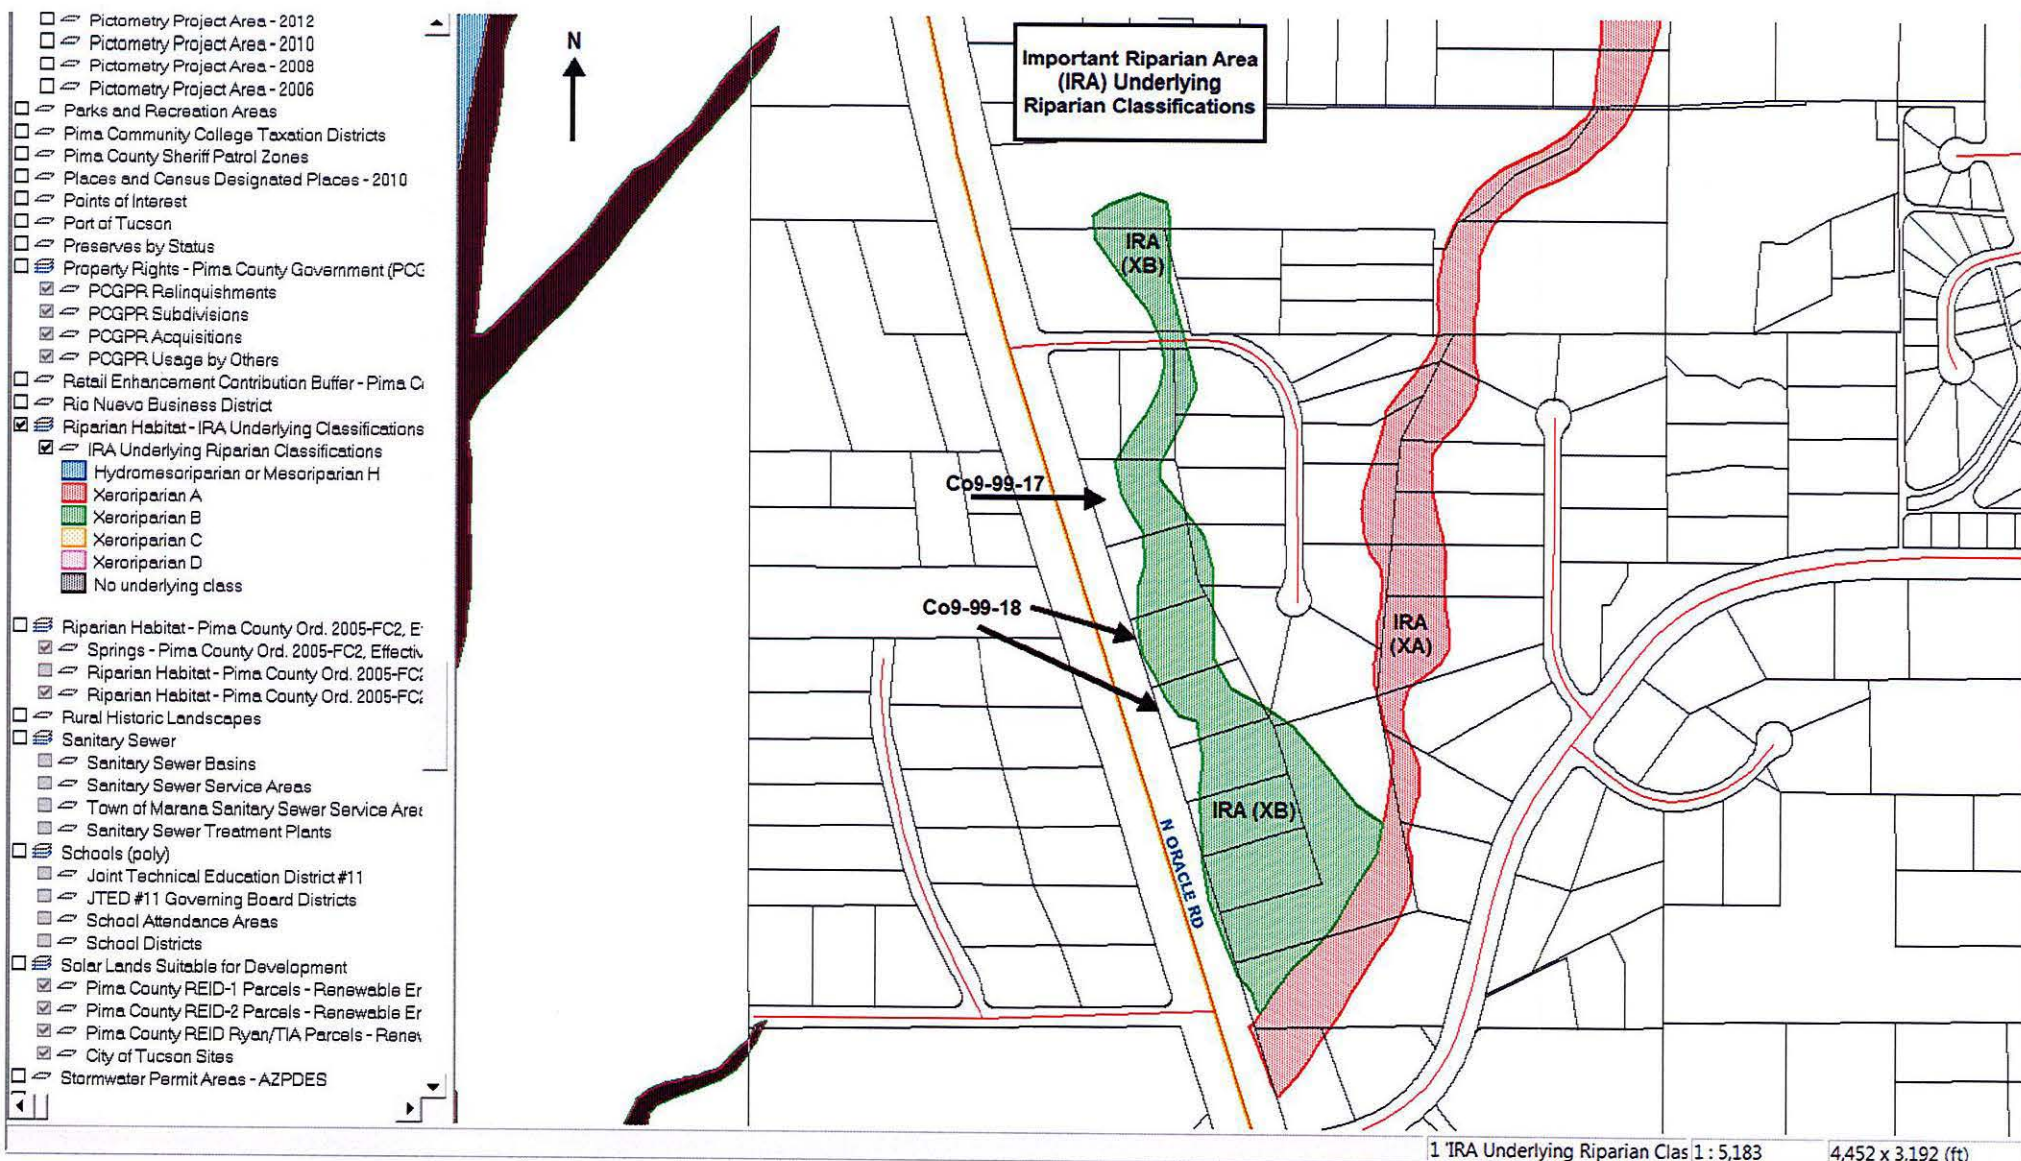 Pictometry Project Area - 2012
Pictometry Project Area - 2010
Pictometry Project Area - 2008
Pictometry Project Area - 2006
Parks and Recreation Areas
Pima Community College Taxation Districts
Pima County Sheriff Patrol Zones
Places and Census Designated Places - 2010
Points of Interest
Port of Tucson
Preserves by Status
Property Rights - Pima County Government (PCG
PCGPR Relinquishments
PCGPR Subdivisions
PCGPR Acquisitions
PCGPR Usage by Others
Retail Enhancement Contribution Buffer - Pima C
Rio Nuevo Business District
Riparian Habitat - IRA Underlying Classifications
IRA Underlying Riparian Classifications
Hydromesoriparian or Mesoriparian H
Xeroriparian A
Xeroriparian B
Xeroriparian C
Xeroriparian D
No underlying class
Riparian Habitat - Pima County Ord. 2005-FC2, E
Springs - Pima County Ord. 2005-FC2, Effectiv
Riparian Habitat - Pima County Ord. 2005-FC2
Riparian Habitat - Pima County Ord. 2005-FC2
Rural Historic Landscapes
Sanitary Sewer
Sanitary Sewer Basins
Sanitary Sewer Service Areas
Town of Marana Sanitary Sewer Service Area
Sanitary Sewer Treatment Plants
Schools (poly)
Joint Technical Education District #11
JTED #11 Governing Board Districts
School Attendance Areas
School Districts
Solar Lands Suitable for Development
Pima County REID-1 Parcels - Renewable Er
Pima County REID-2 Parcels - Renewable Er
Pima County REID Ryan/TIA Parcels - Renev
City of Tucson Sites
Stormwater Permit Areas - AZPDES
N
Important Riparian Area
(IRA) Underlying
Riparian Classifications
IRA
(XB)
Co9-99-17
Co9-99-18
IRA
(XA)
IRA (XB)
N ORACLE RD
1 'IRA Underlying Riparian Clas 1 : 5,183 4,452 x 3,192 (ft)